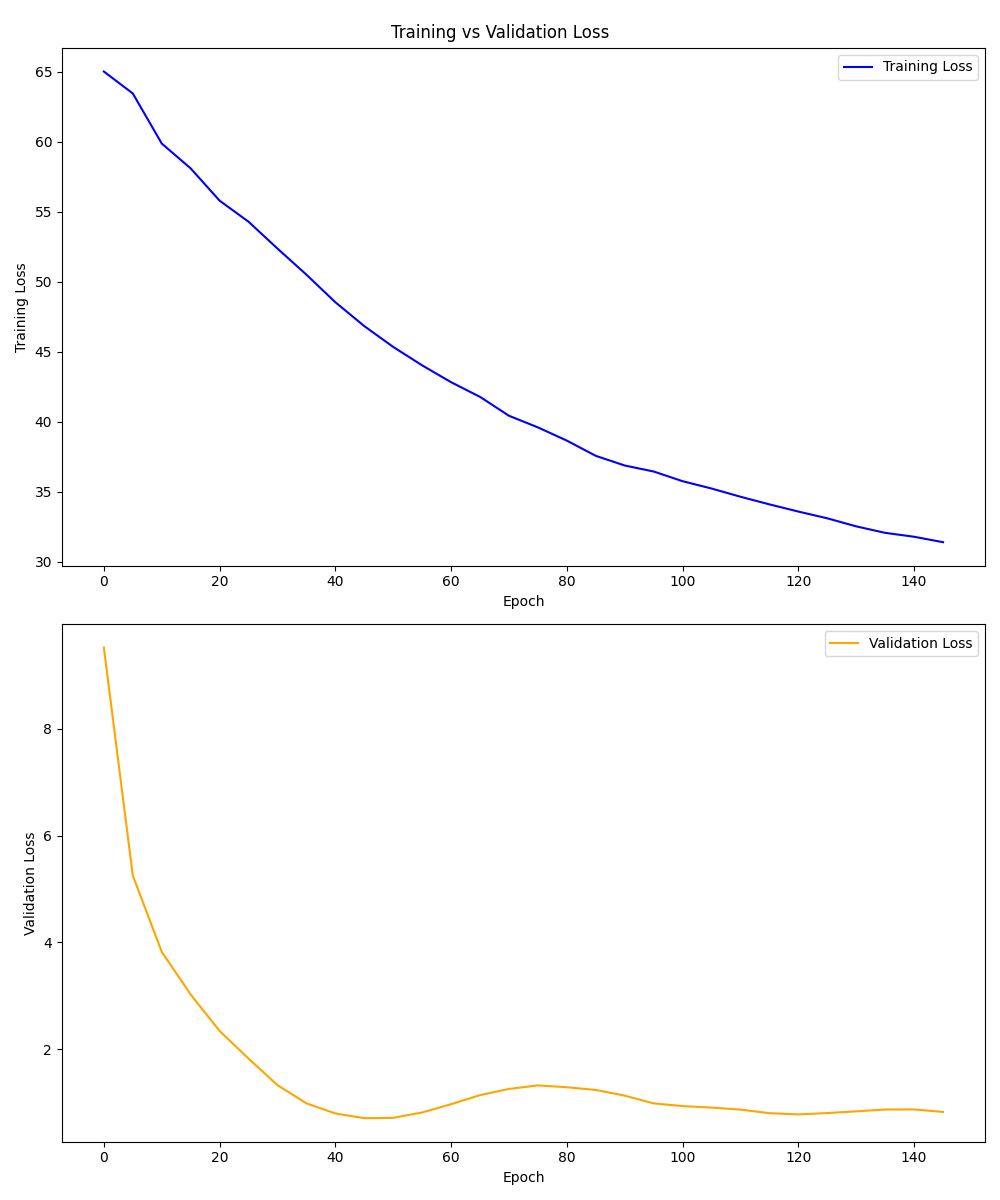 Training vs Validation Loss
Training Loss
65
60
55
50
45
40
35
30
Training Loss
0 20 40 60 80 100 120 140
Epoch
Validation Loss
8
6
4
2
Validation Loss
0 20 40 60 80 100 120 140
Epoch